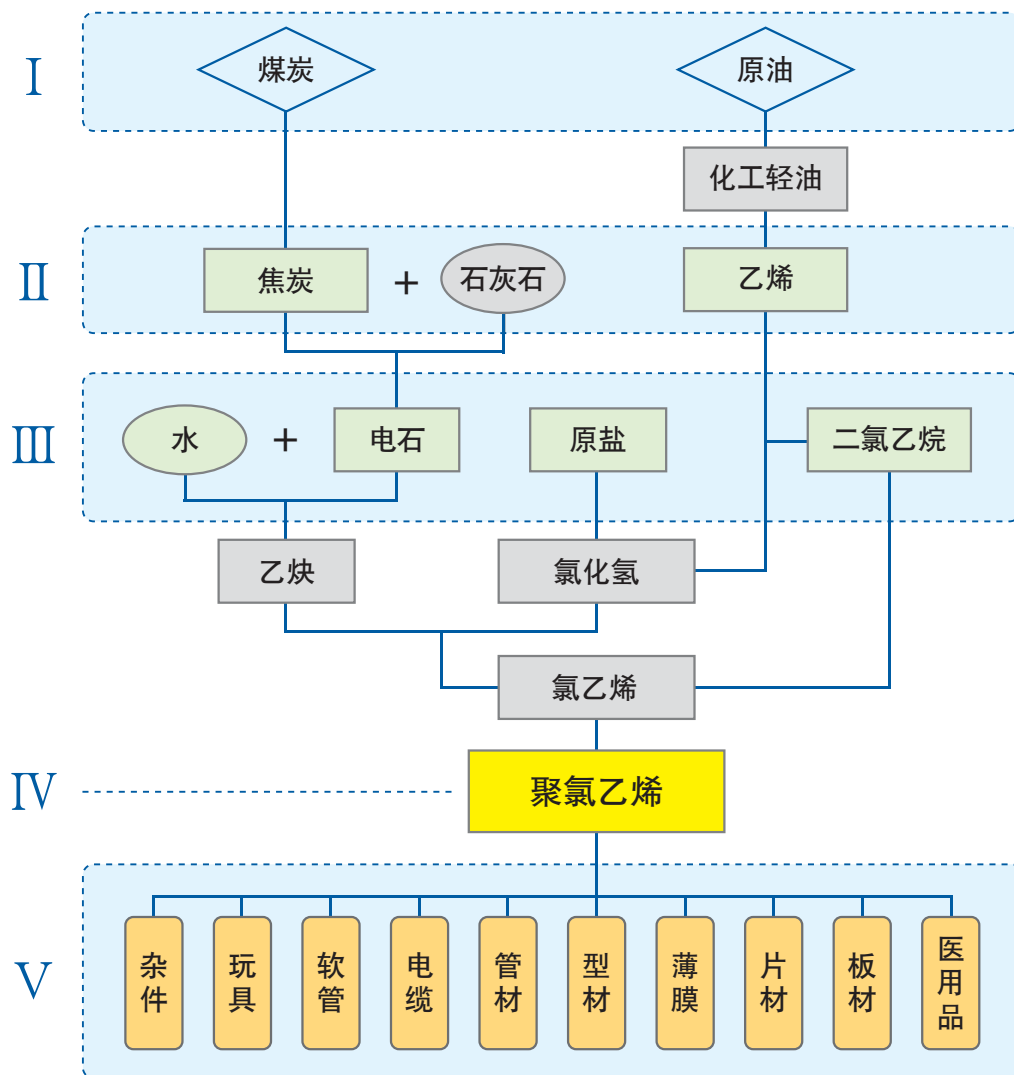 I
煤炭
原油
化工轻油
II
焦炭
+
石灰石
乙烯
III
水
+
电石
原盐
二氯乙烷
乙炔
氯化氢
氯乙烯
IV
聚氯乙烯
V
杂件
玩具
软管
电缆
管材
型材
薄膜
片材
板材
医用品